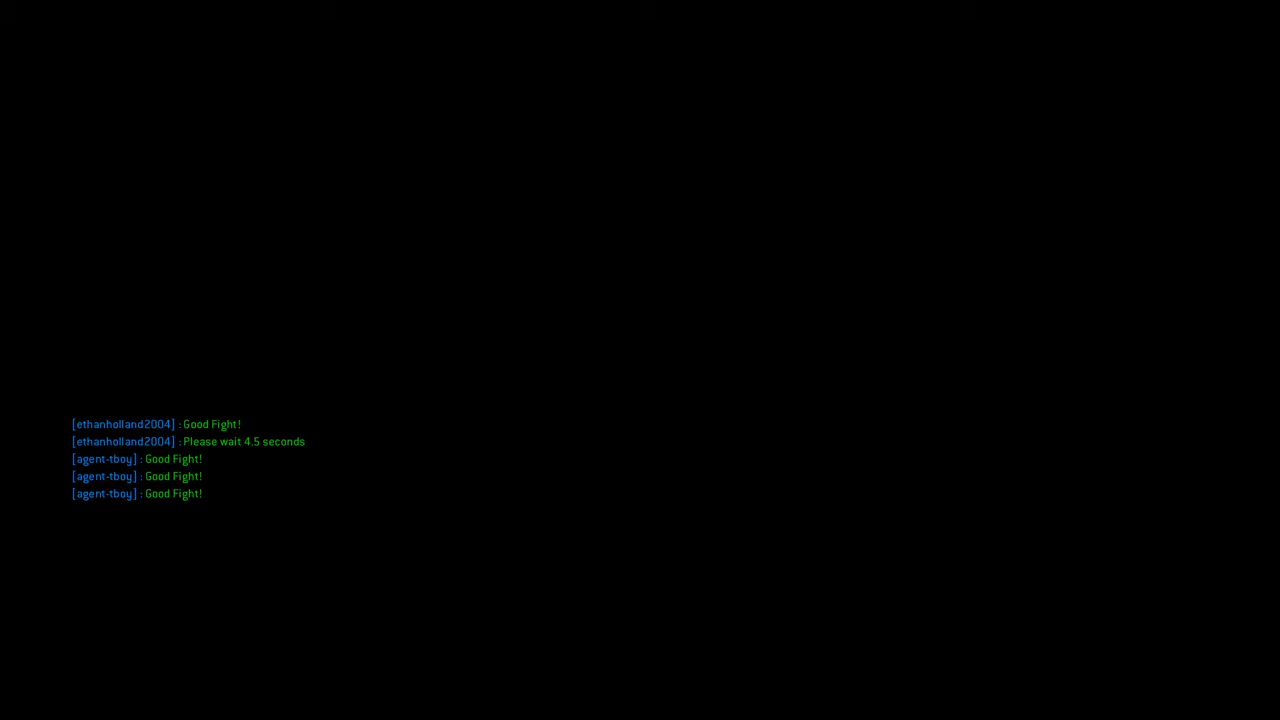 [ethanholland2004] : Good Fight!
[ethanholland2004] : Please wait 4.5 seconds
[agent-tboy] : Good Fight!
[agent-tboy] : Good Fight!
[agent-tboy] : Good Fight!